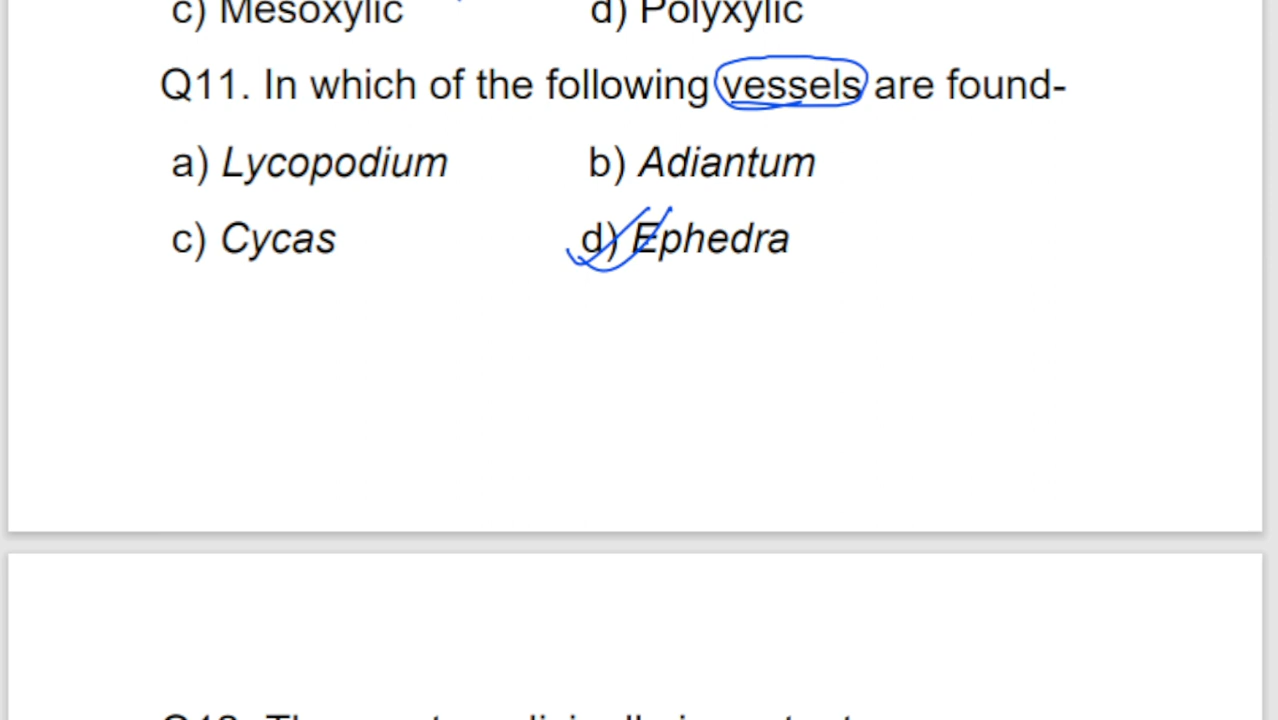 c) Mesoxylic d) Polyxylic
Q11. In which of the following vessels are found-
a) Lycopodium b) Adiantum
c) Cycas d) Ephedra